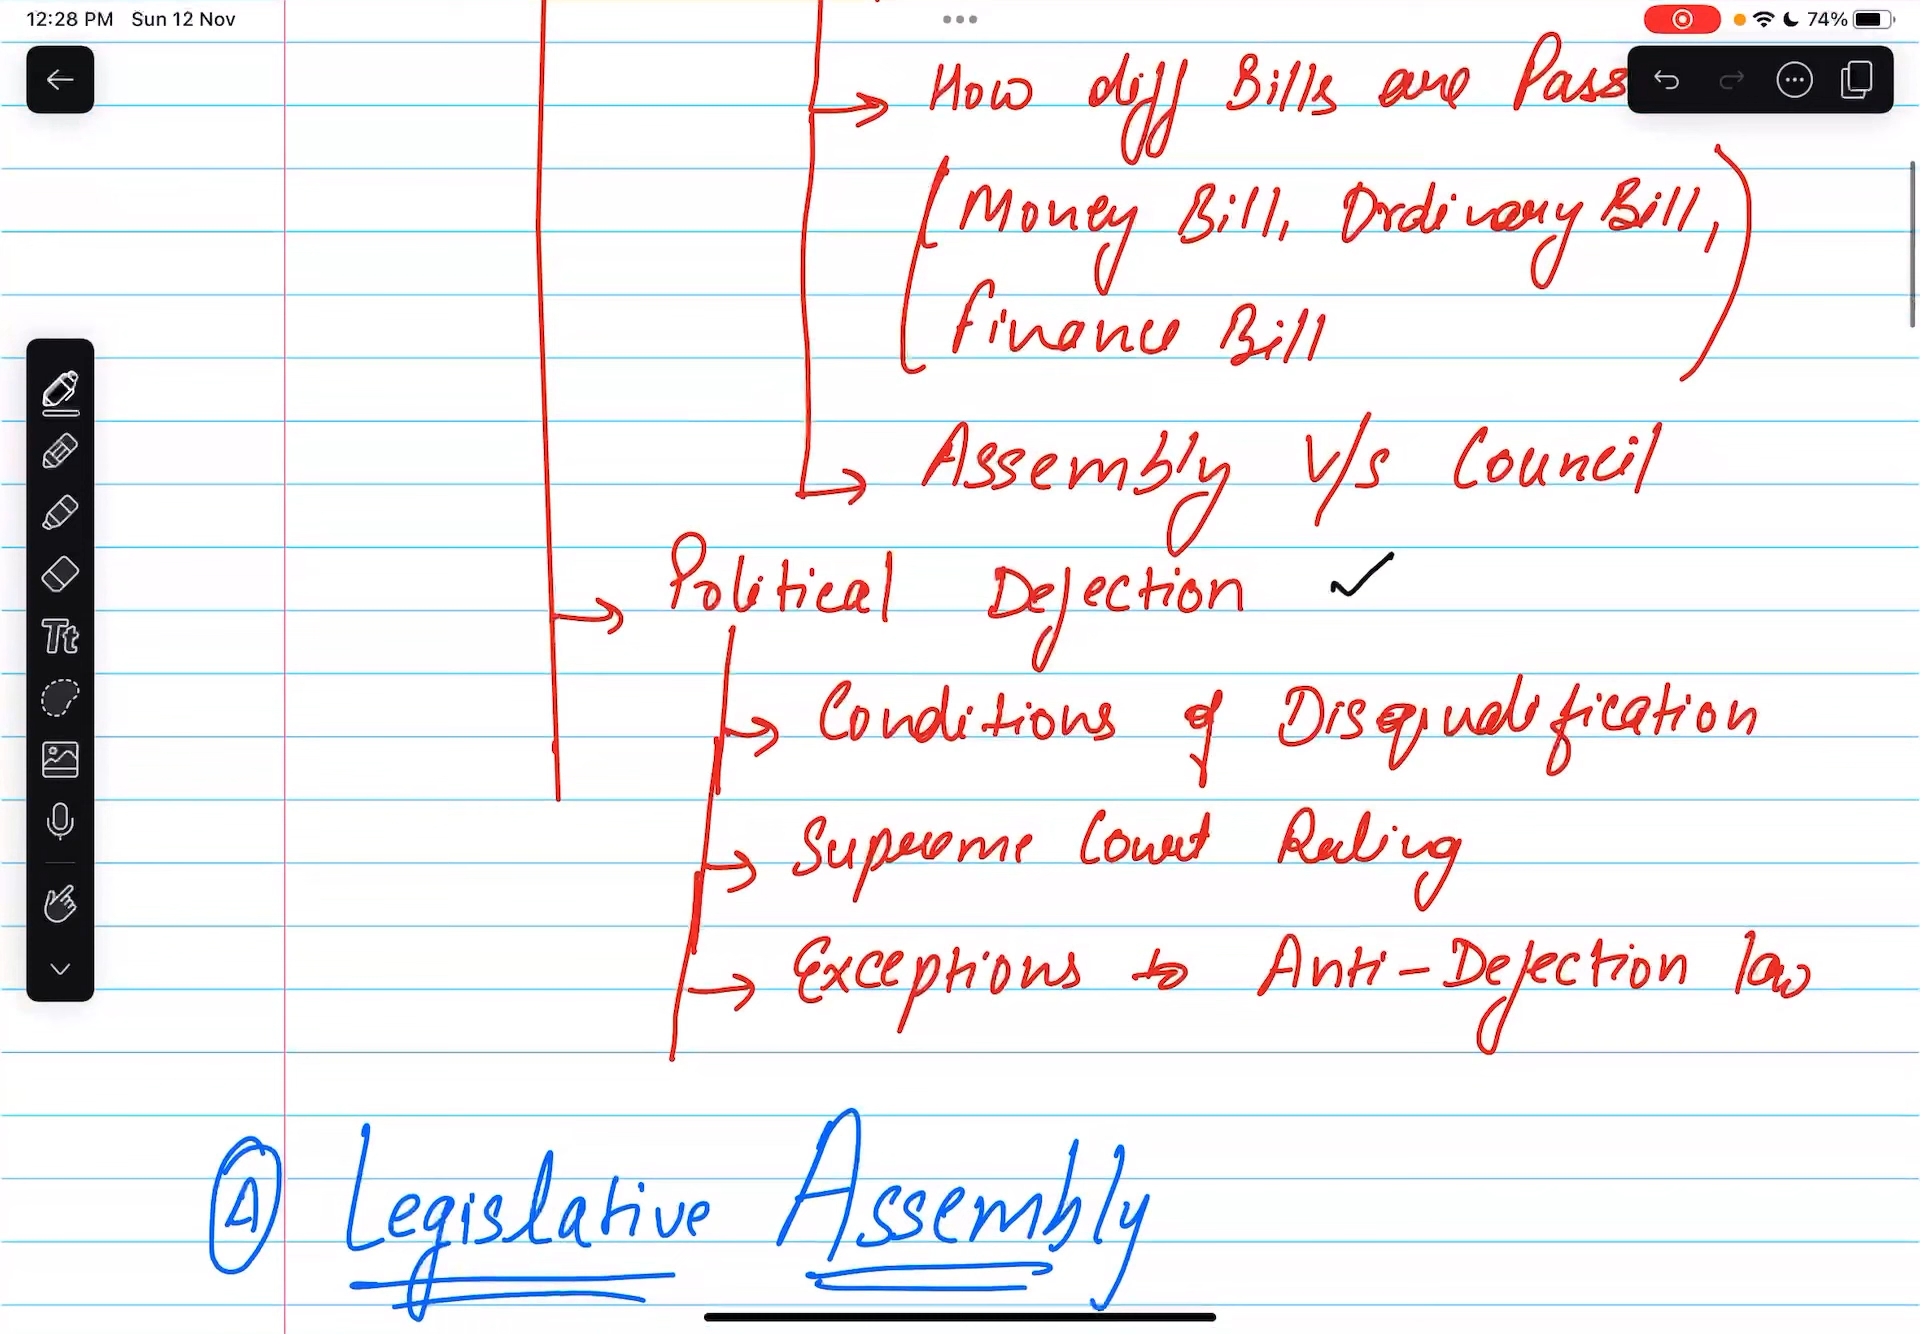 12:28 PM Sun 12 Nov
74%
How diff Bills are Pass
(Money Bill, Ordinary Bill,
Finance Bill)
Assembly v/s Council
Political Defection ✓
Conditions of Disqualification
Supreme Court Ruling
Exceptions to Anti-Defection law
Tt
A Legislative Assembly